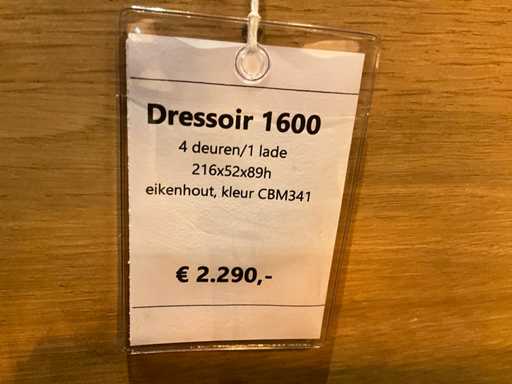 Dressoir 1600
4 deuren/1 lade
216x52x89h
eikenhout, kleur CBM341
€ 2.290,-